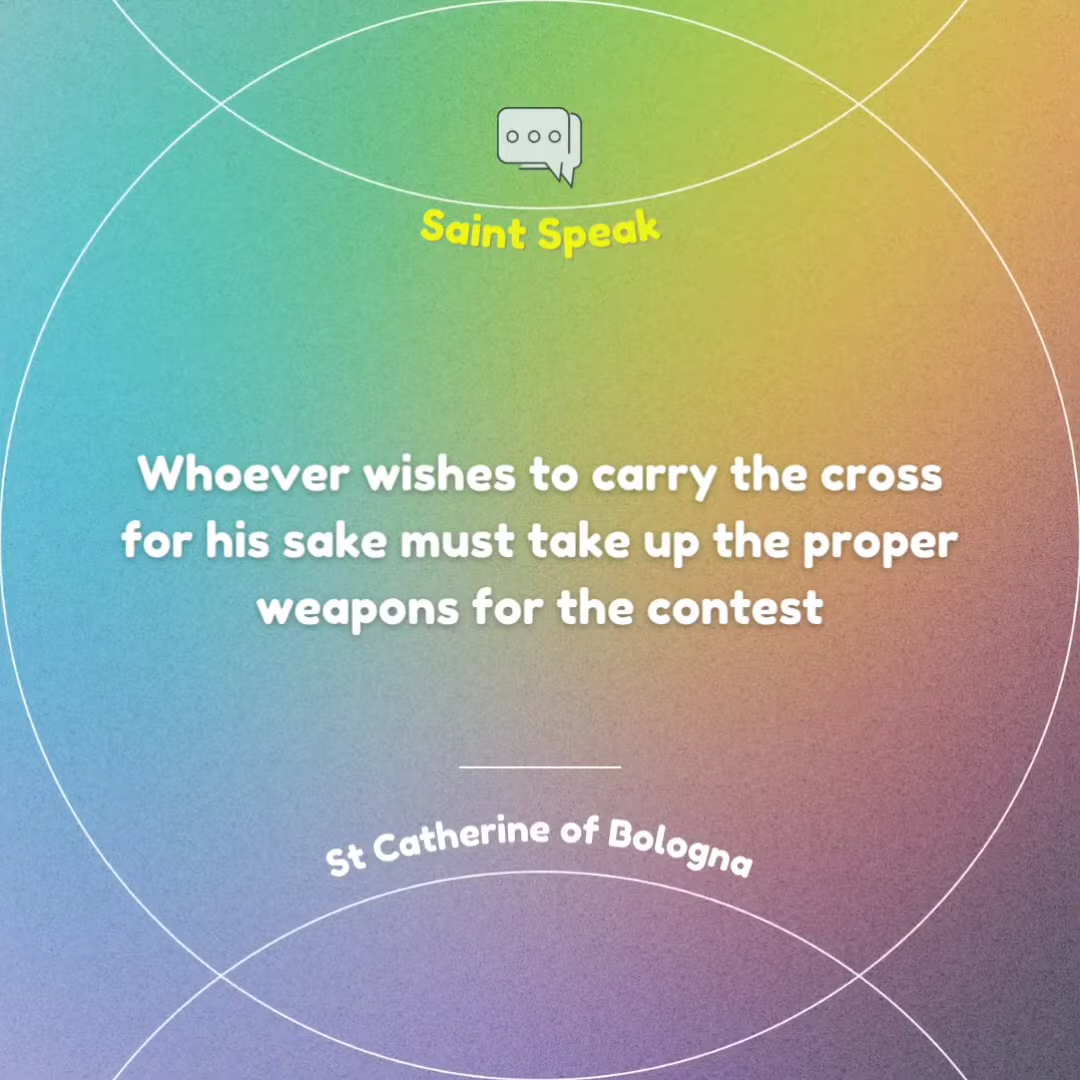 Saint Speak
Whoever wishes to carry the cross
for his sake must take up the proper
weapons for the contest
St Catherine of Bologna